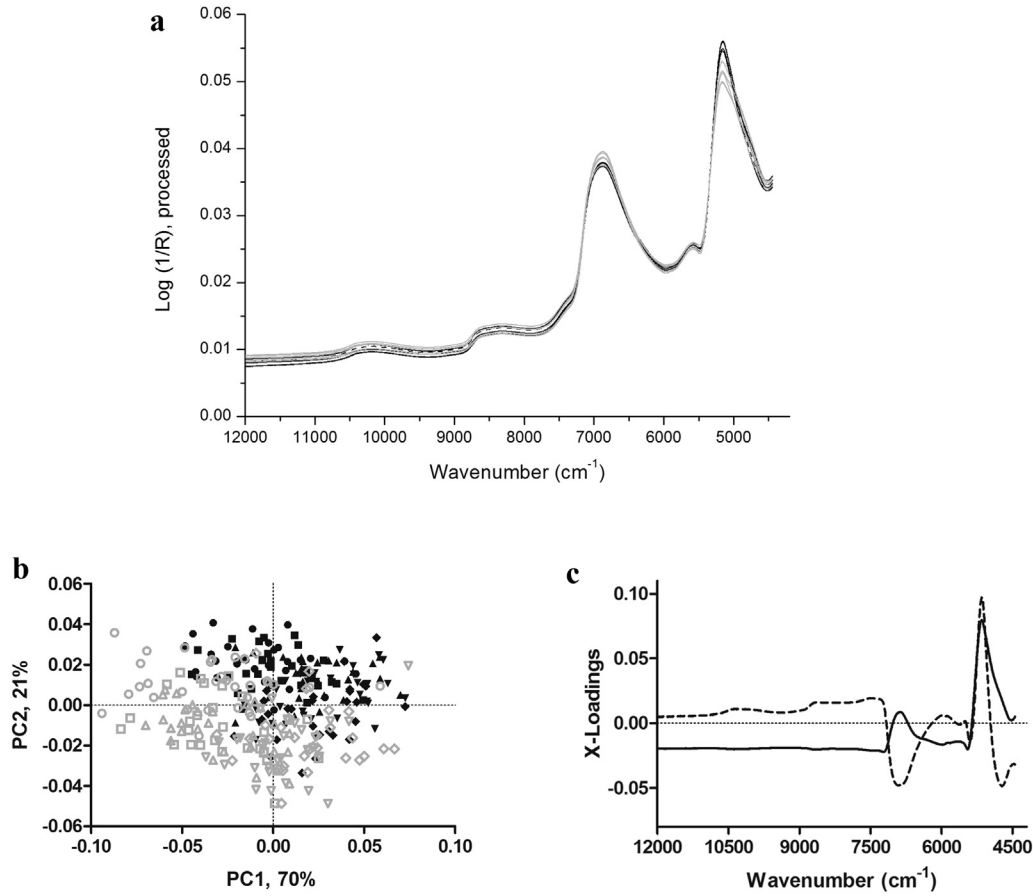 a
0.06
0.05
0.04
0.03
0.02
0.01
0.00
Log (1/R), processed
12000 11000 10000 9000 8000 7000 6000 5000
Wavenumber (cm⁻¹)
b
0.06
0.04
0.02
0.00
-0.02
-0.04
-0.06
PC2, 21%
-0.10 -0.05 0.00 0.05 0.10
PC1, 70%
c
0.10
0.05
0.00
-0.05
X-Loadings
12000 10500 9000 7500 6000 4500
Wavenumber (cm⁻¹)